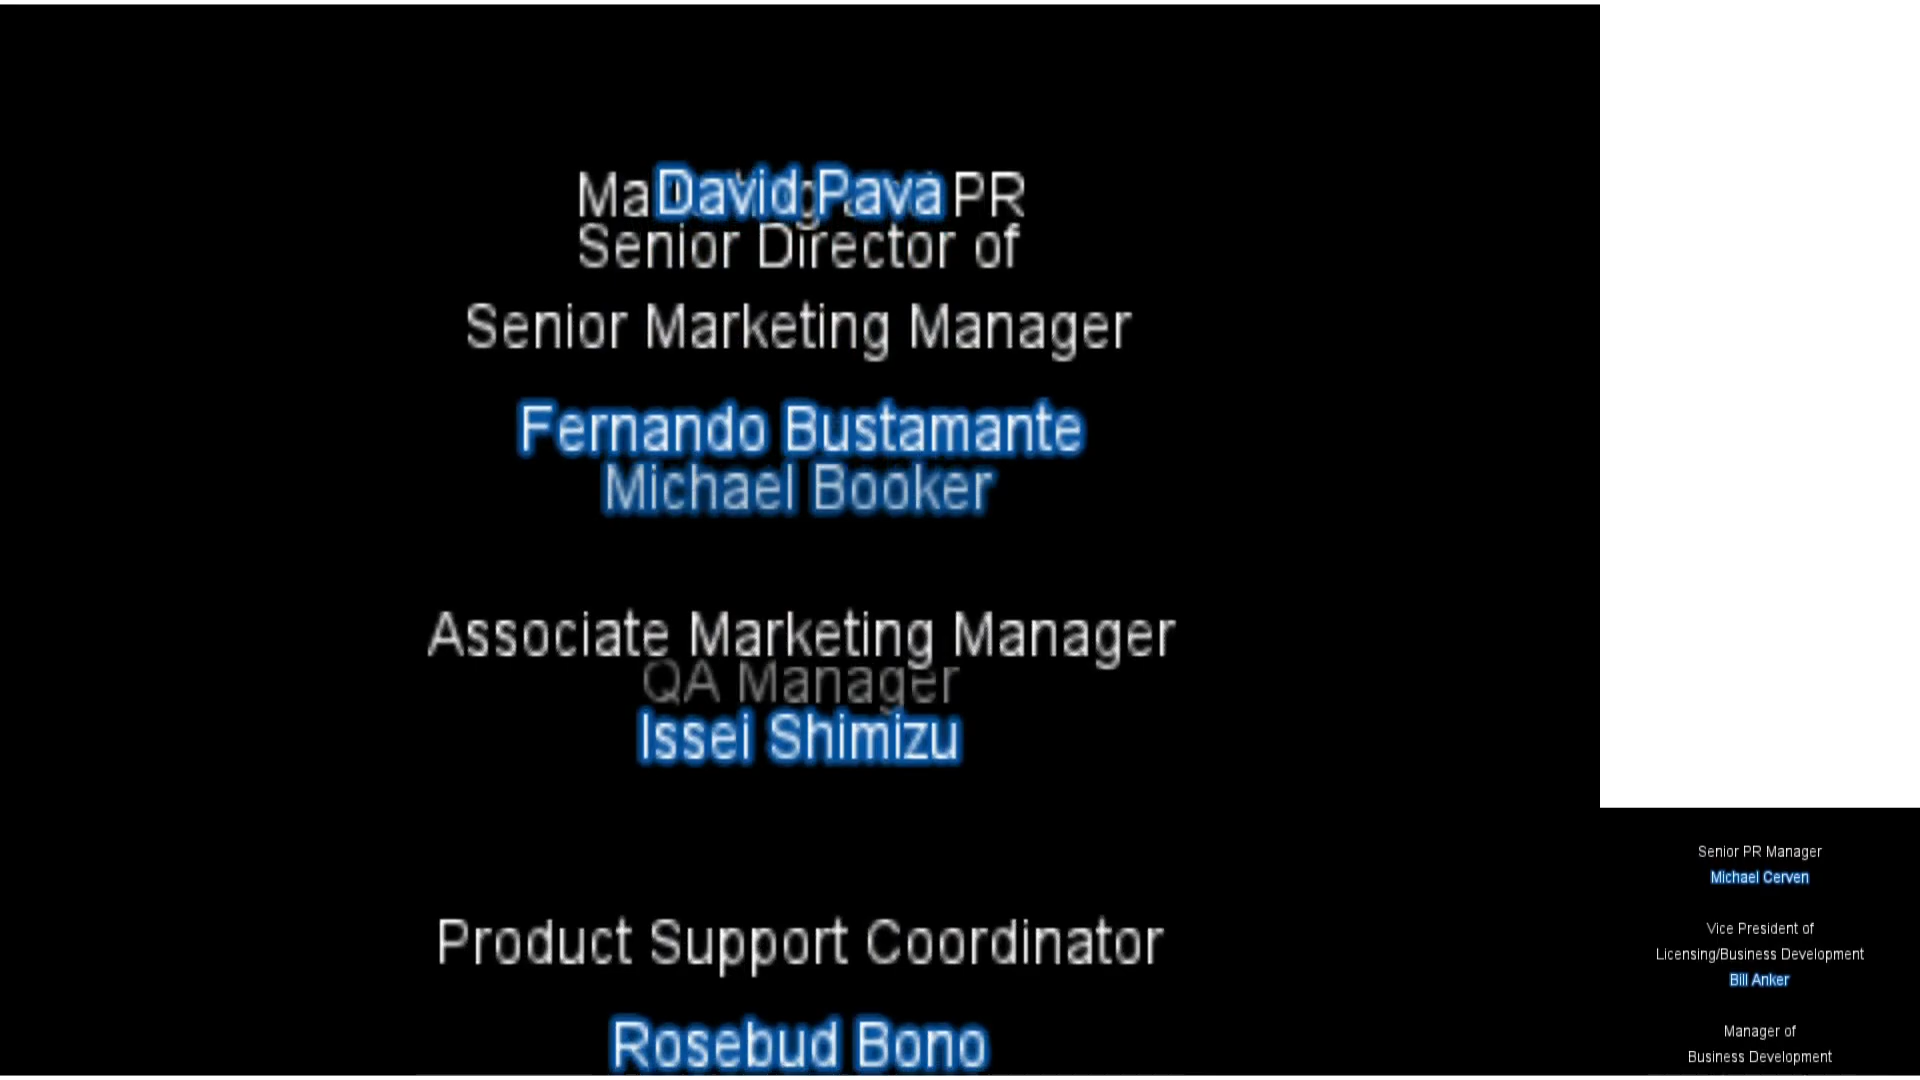 David Pava PR
Senior Director of
Senior Marketing Manager
Fernando Bustamante
Michael Booker
Associate Marketing Manager
QA Manager
Issei Shimizu
Product Support Coordinator
Rosebud Bono
Senior PR Manager
Michael Cerven
Vice President of
Licensing/Business Development
Bill Anker
Manager of
Business Development